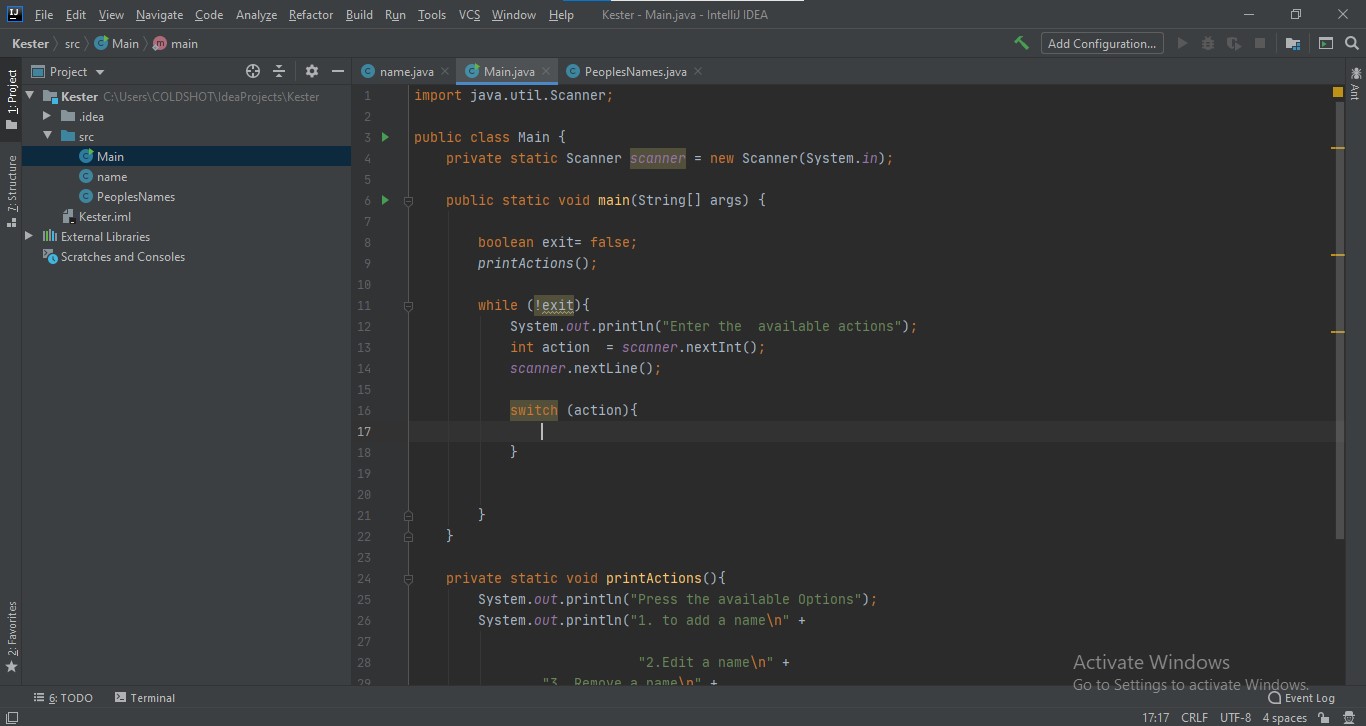 File Edit View Navigate Code Analyze Refactor Build Run Tools VCS Window Help Kester - Main.java - IntelliJ IDEA
Kester src Main main Add Configuration...
1: Project
7: Structure
2: Favorites
Project
Kester C:\Users\COLDSHOT\IdeaProjects\Kester
.idea
src
Main
name
PeoplesNames
Kester.iml
External Libraries
Scratches and Consoles
name.java Main.java PeoplesNames.java
1 import java.util.Scanner;
2
3 public class Main {
4 private static Scanner scanner = new Scanner(System.in);
5
6 public static void main(String[] args) {
7
8 boolean exit= false;
9 printActions();
10
11 while (!exit){
12 System.out.println("Enter the  available actions");
13 int action  = scanner.nextInt();
14 scanner.nextLine();
15
16 switch (action){
17
18 }
19
20
21 }
22 }
23
24 private static void printActions(){
25 System.out.println("Press the available Options");
26 System.out.println("1. to add a name\n" +
27
28 "2.Edit a name\n" +
29 "3. Remove a name\n" +
Ant
Activate Windows
Go to Settings to activate Windows.
6: TODO Terminal Event Log
17:17 CRLF UTF-8 4 spaces